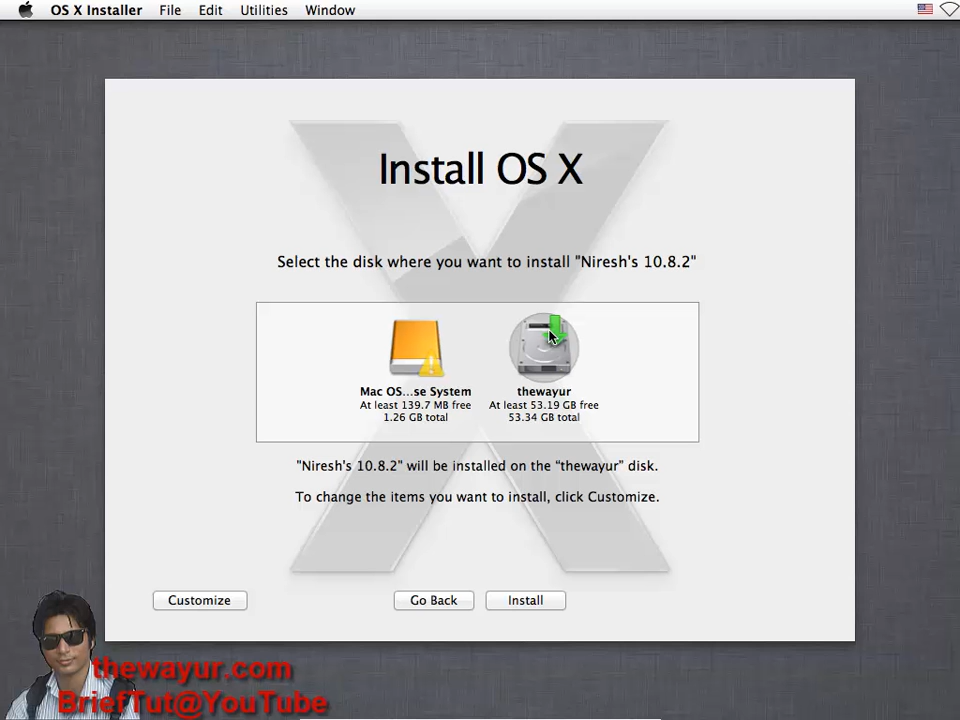 OS X Installer File Edit Utilities Window
Install OS X
Select the disk where you want to install "Niresh's 10.8.2"
Mac OS...se System
At least 139.7 MB free
1.26 GB total
thewayur
At least 53.19 GB free
53.34 GB total
"Niresh's 10.8.2" will be installed on the “thewayur” disk.
To change the items you want to install, click Customize.
Customize Go Back Install
thewayur.com
BriefTut@YouTube